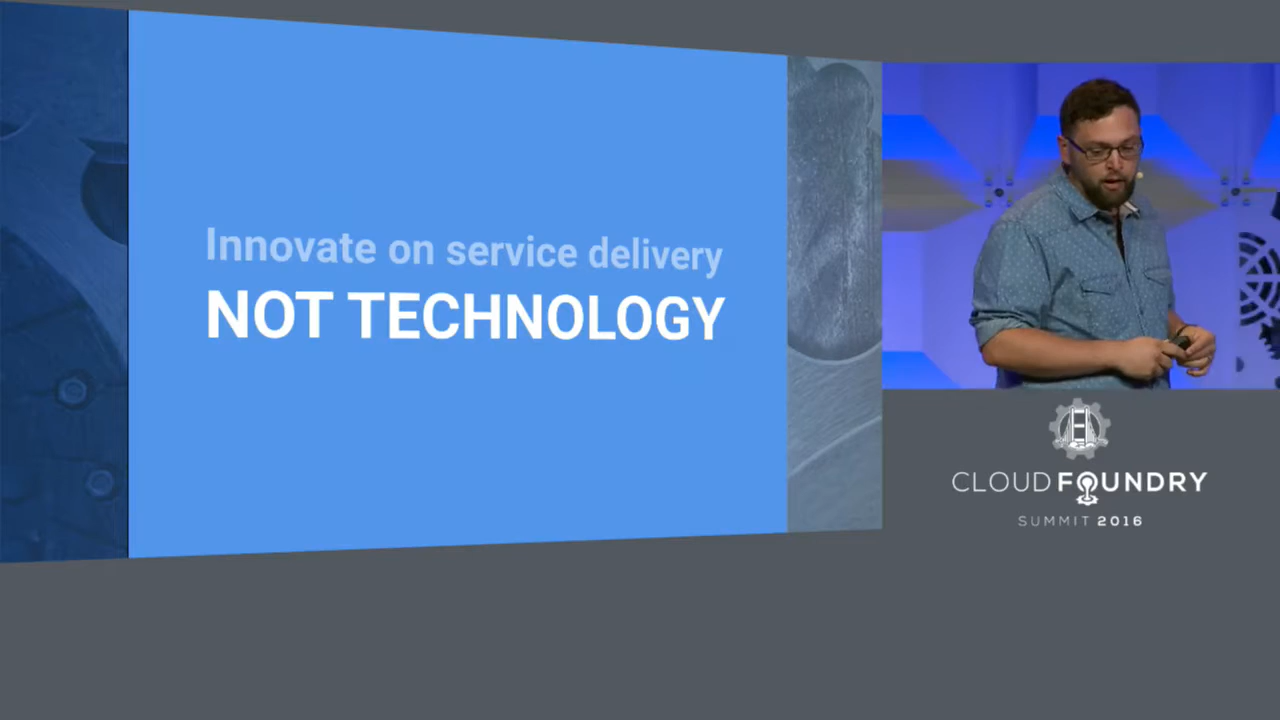 Innovate on service delivery
NOT TECHNOLOGY
CLOUD FOUNDRY
SUMMIT 2016